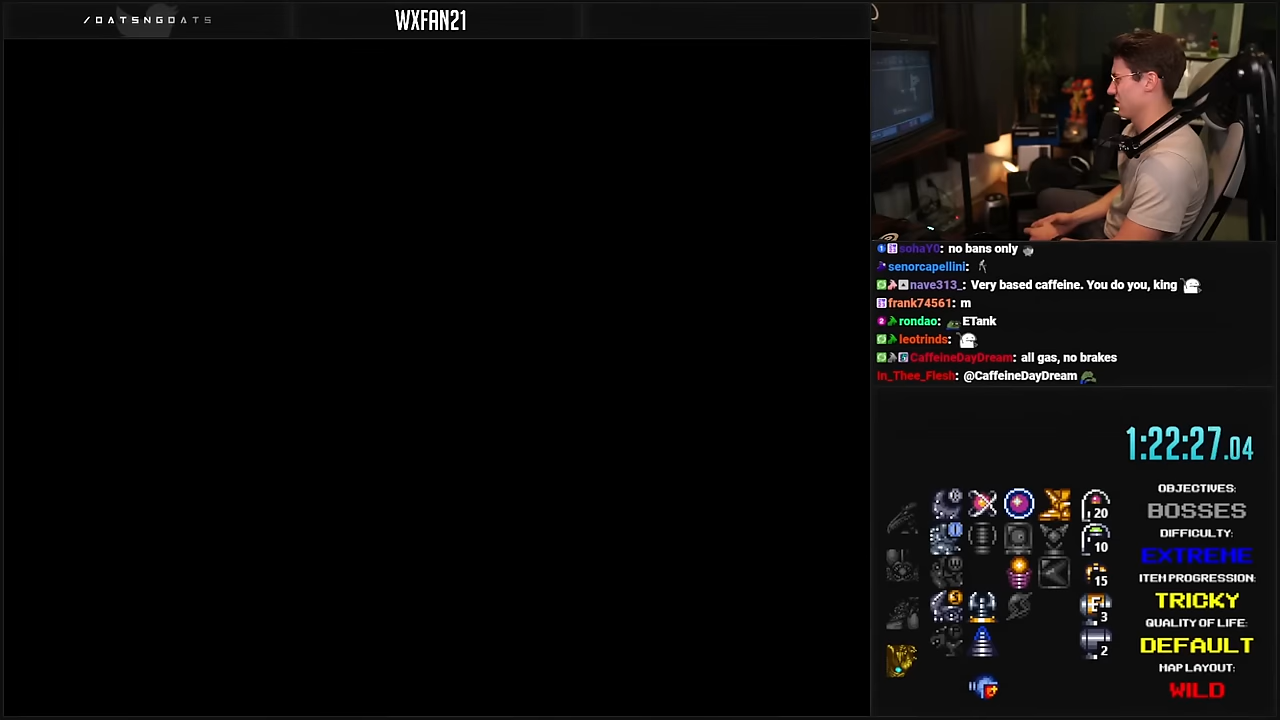 /OATSNGOATS
WXFAN21
sohaY0: no bans only
senorcapellini:
nave313_: Very based caffeine. You do you, king
frank74561: m
rondao: ETank
leotrinds:
CaffeineDayDream: all gas, no brakes
In_Thee_Flesh: @CaffeineDayDream
1:22:27.04
OBJECTIVES:
BOSSES
DIFFICULTY:
EXTREME
ITEM PROGRESSION:
TRICKY
QUALITY OF LIFE:
DEFAULT
MAP LAYOUT:
WILD
20
10
15
3
2